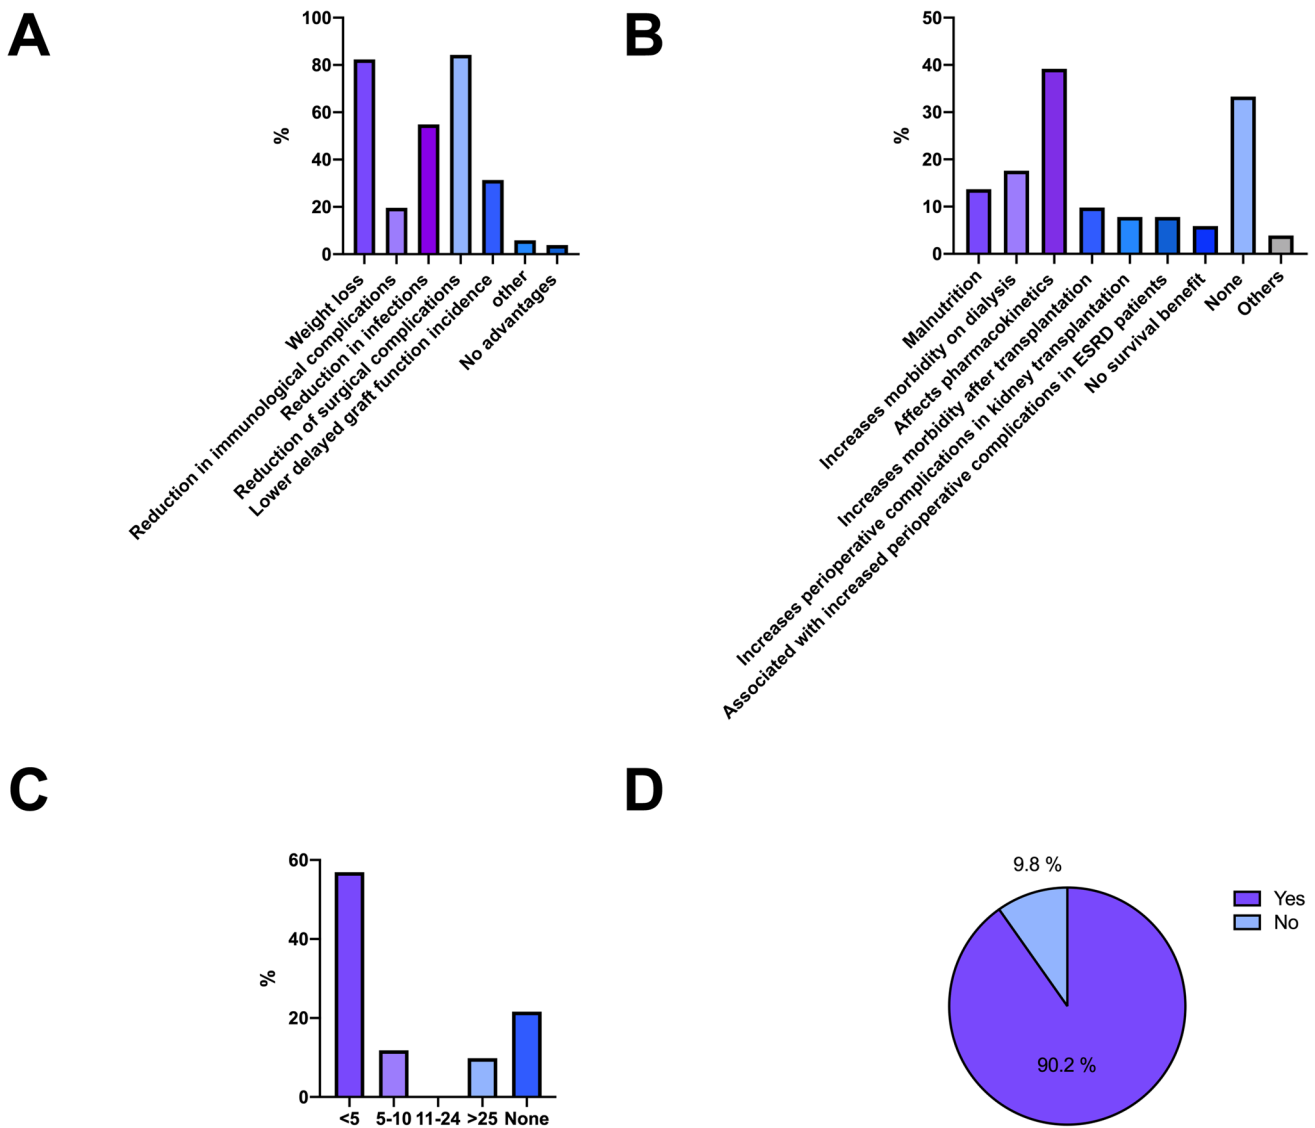 A
100
80
60
40
20
0
%
Weight loss
Reduction in immunological complications
Reduction in infections
Reduction of surgical complications
Lower delayed graft function incidence
other
No advantages
B
50
40
30
20
10
0
%
Malnutrition
Increases morbidity on dialysis
Affects pharmacokinetics
Increases morbidity after transplantation
Increases perioperative complications in kidney transplantation
Associated with increased perioperative complications in ESRD patients
No survival benefit
None
Others
C
60
40
20
0
%
<5
5-10
11-24
>25
None
D
9.8 %
90.2 %
Yes
No